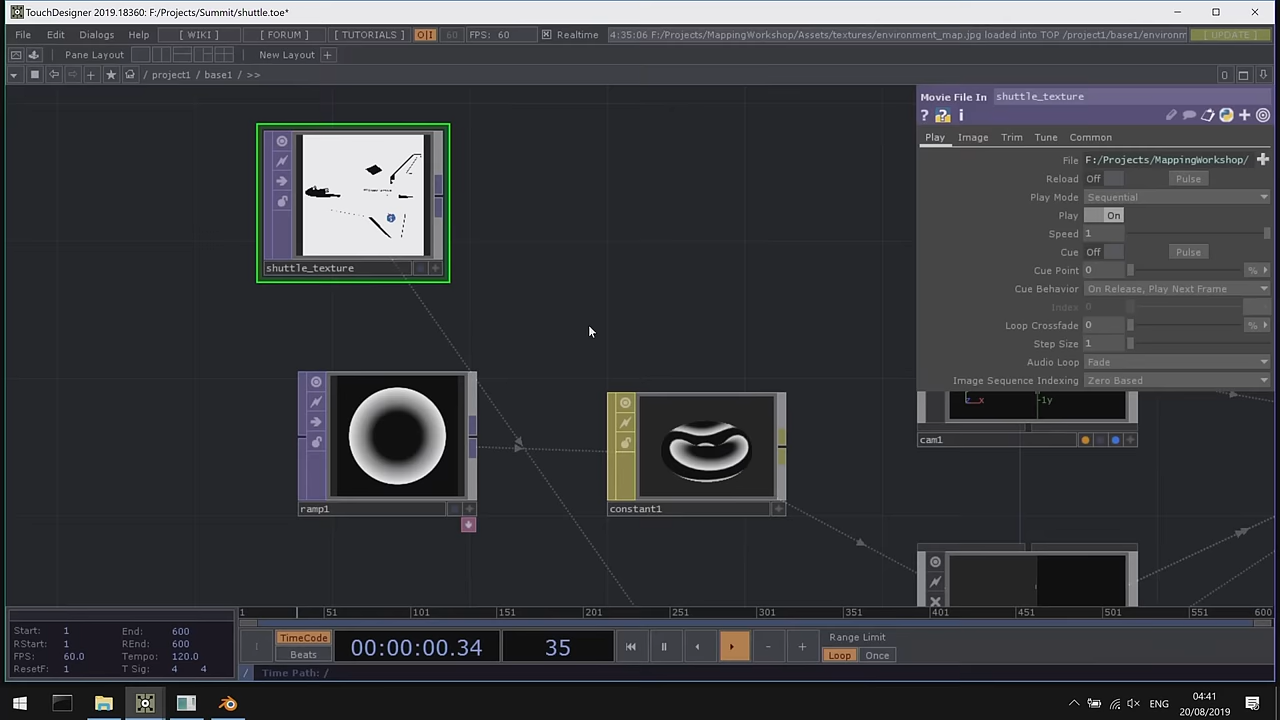 TouchDesigner 2019.18360: F:/Projects/Summit/shuttle.toe*
File Edit Dialogs Help [ WIKI ] [ FORUM ] [ TUTORIALS ] O|I 60 FPS: 60 Realtime 4:35:06 F:/Projects/MappingWorkshop/Assets/textures/environment_map.jpg loaded into TOP /project1/base1/environm [ UPDATE ]
Pane Layout New Layout +
/ project1 / base1 / >> 0
Movie File In shuttle_texture
? ? i
Play Image Trim Tune Common
File F:/Projects/MappingWorkshop/
Reload Off Pulse
Play Mode Sequential
Play On
Speed 1
Cue Off Pulse
Cue Point 0 %
Cue Behavior On Release, Play Next Frame
Index 0
Loop Crossfade 0 %
Step Size 1
Audio Loop Fade
Image Sequence Indexing Zero Based
shuttle_texture
x -1y
cam1
ramp1
constant1
1 51 101 151 201 251 301 351 401 451 501 551 600
Start: 1 End: 600
RStart: 1 REnd: 600
FPS: 60.0 Tempo: 120.0
ResetF: 1 T Sig: 4 4
TimeCode
Beats
00:00:00.34 35
Range Limit
Loop Once
/ Time Path: /
ENG
04:41
20/08/2019